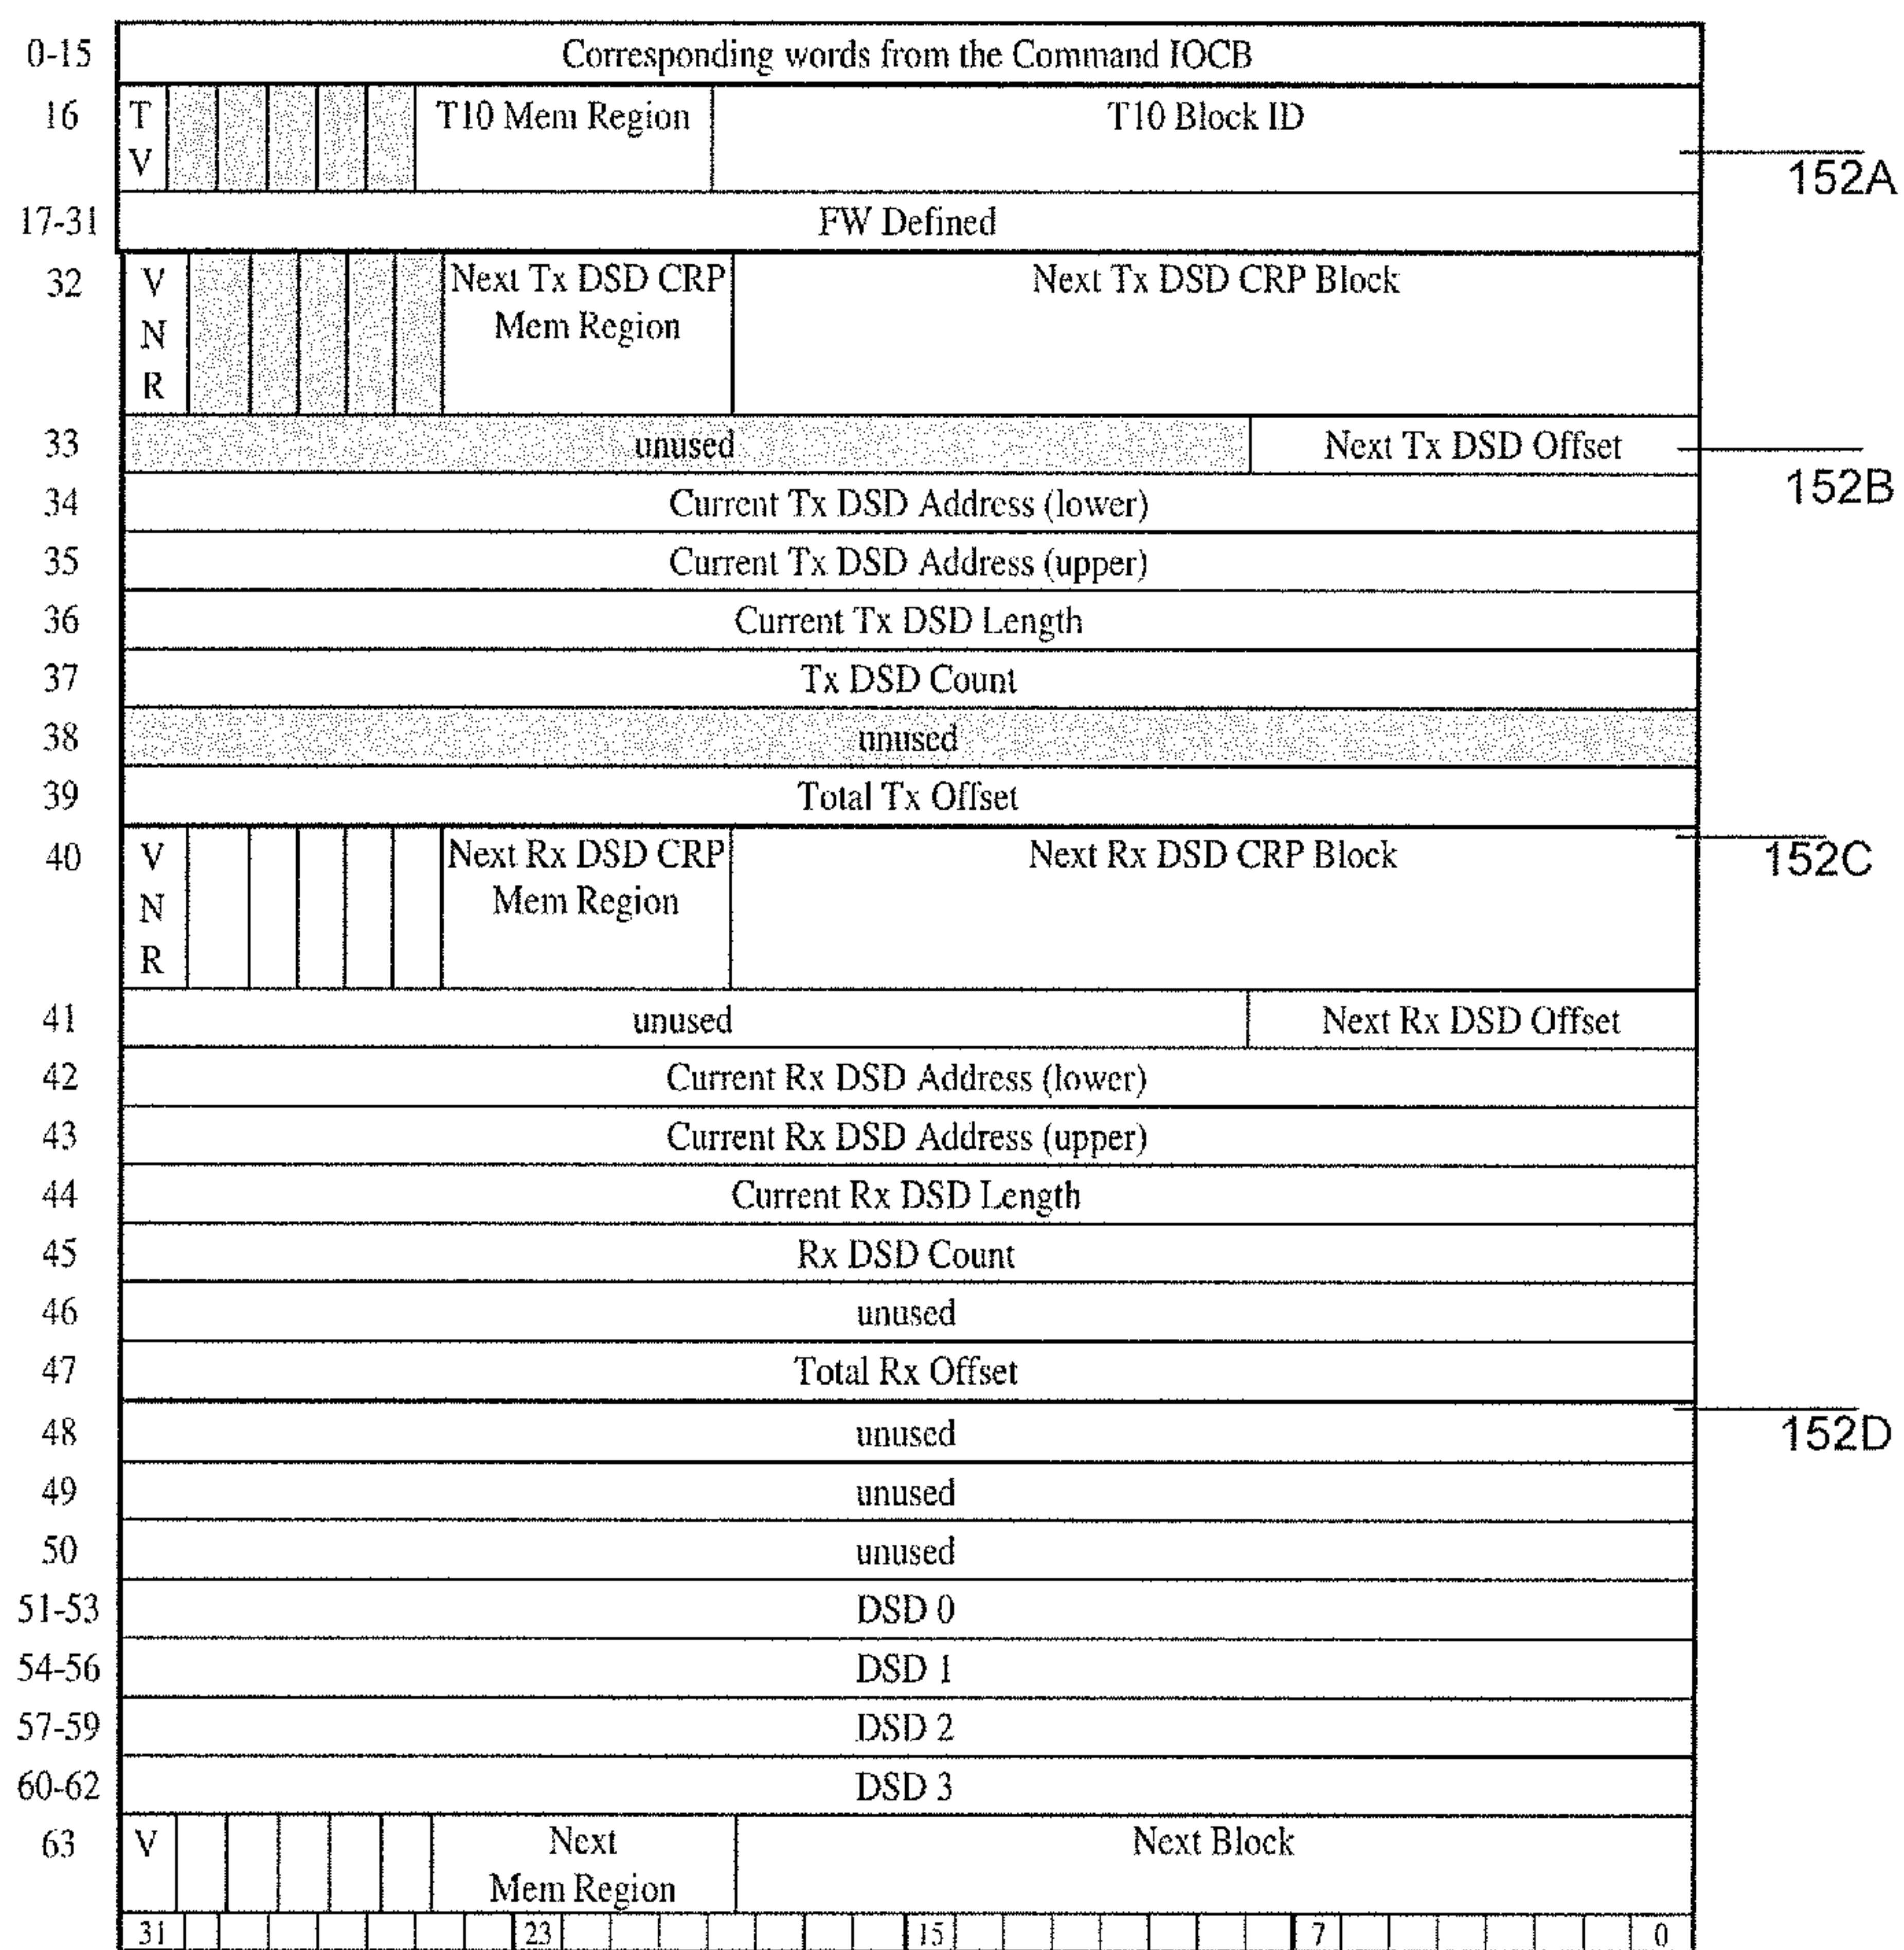 0-15 Corresponding words from the Command IOCB
16 T V T10 Mem Region T10 Block ID
152A
17-31 FW Defined
32 V N R Next Tx DSD CRP Mem Region Next Tx DSD CRP Block
33 unused Next Tx DSD Offset
152B
34 Current Tx DSD Address (lower)
35 Current Tx DSD Address (upper)
36 Current Tx DSD Length
37 Tx DSD Count
38 unused
39 Total Tx Offset
40 V N R Next Rx DSD CRP Mem Region Next Rx DSD CRP Block
152C
41 unused Next Rx DSD Offset
42 Current Rx DSD Address (lower)
43 Current Rx DSD Address (upper)
44 Current Rx DSD Length
45 Rx DSD Count
46 unused
47 Total Rx Offset
48 unused
152D
49 unused
50 unused
51-53 DSD 0
54-56 DSD 1
57-59 DSD 2
60-62 DSD 3
63 V Next Mem Region Next Block
31 23 15 7 0